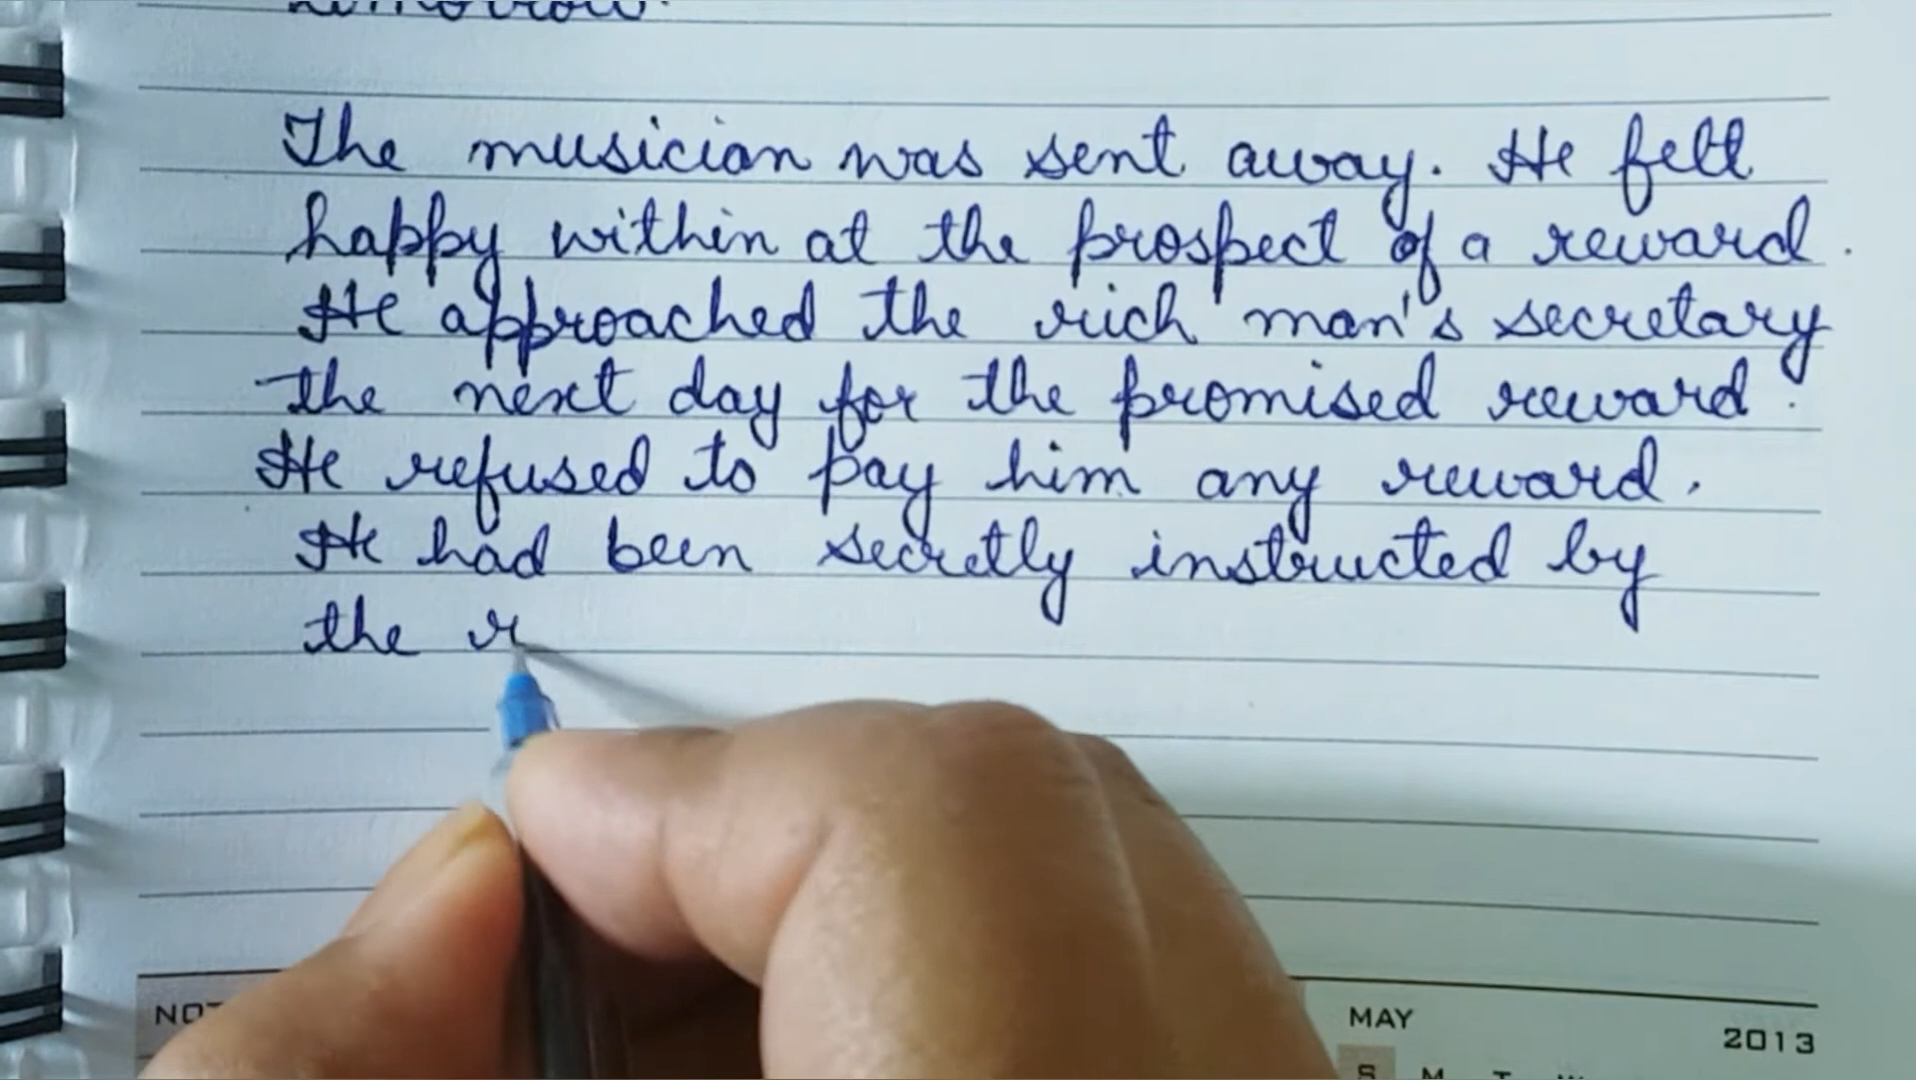 tomorrow.
The musician was sent away. He felt
happy within at the prospect of a reward.
He approached the rich man's secretary
the next day for the promised reward.
He refused to pay him any reward.
He had been secretly instructed by
the r
MAY
2013
S M T W